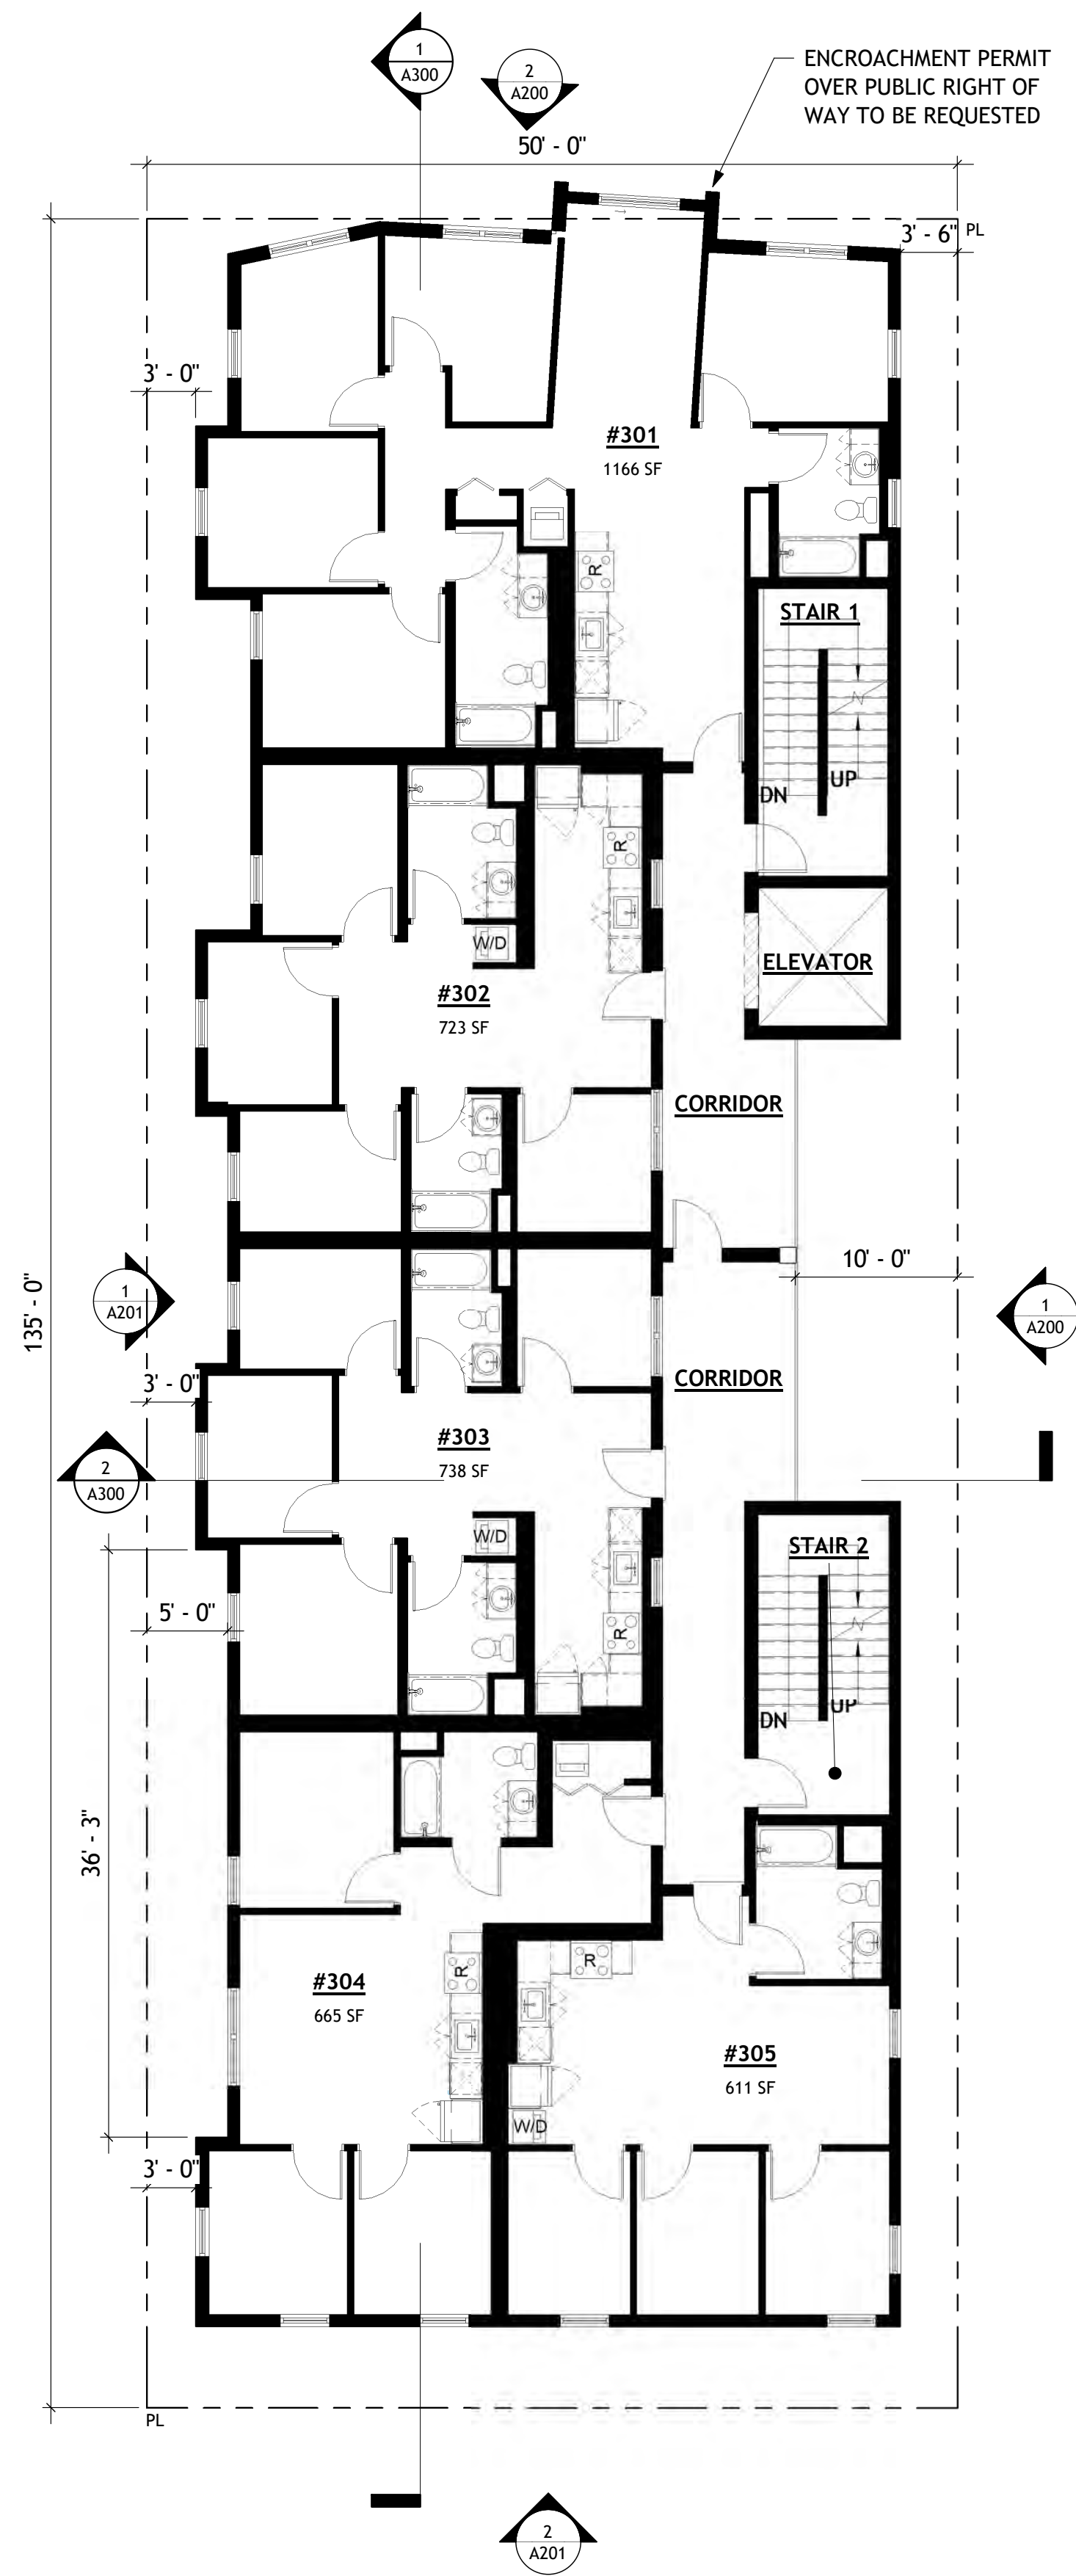 1
A300
2
A200
ENCROACHMENT PERMIT
OVER PUBLIC RIGHT OF
WAY TO BE REQUESTED
50' - 0"
3' - 6"
PL
3' - 0"
#301
1166 SF
R
STAIR 1
DN
UP
R
W/D
ELEVATOR
#302
723 SF
CORRIDOR
10' - 0"
1
A201
135' - 0"
1
A200
CORRIDOR
3' - 0"
#303
738 SF
2
A300
W/D
STAIR 2
5' - 0"
R
DN
UP
36' - 3"
R
R
#304
665 SF
#305
611 SF
W/D
3' - 0"
PL
2
A201